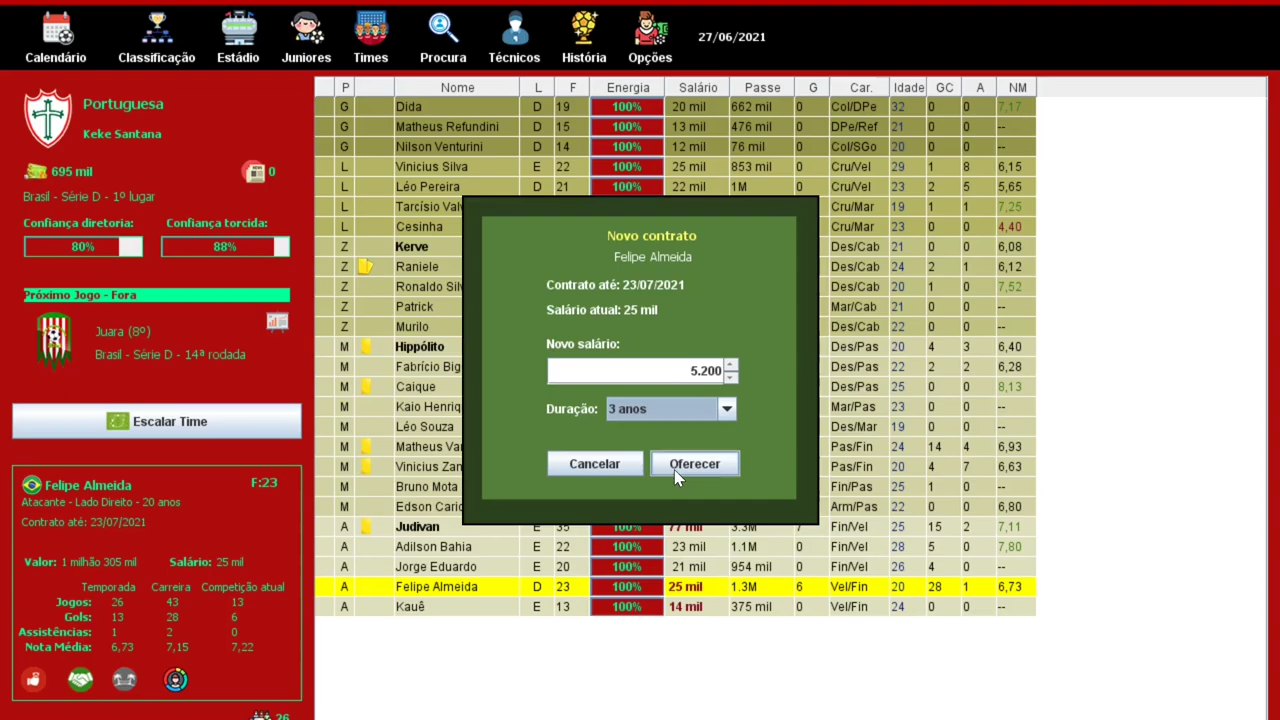 Calendário Classificação Estádio Juniores Times Procura Técnicos História Opções 27/06/2021
Portuguesa
Keke Santana
695 mil 0
Brasil - Série D - 1º lugar
Confiança diretoria: Confiança torcida:
80% 88%
Próximo Jogo - Fora
Juara (8º)
Brasil - Série D - 14ª rodada
Escalar Time
Felipe Almeida F:23
Atacante - Lado Direito - 20 anos
Contrato até: 23/07/2021
Valor: 1 milhão 305 mil Salário: 25 mil
Temporada Carreira Competição atual
Jogos: 26 43 13
Gols: 13 28 6
Assistências: 1 2 0
Nota Média: 6,73 7,15 7,22
26
P Nome L F Energia Salário Passe G Car. Idade GC A NM
G Dida D 19 100% 20 mil 662 mil 0 Col/DPe 32 0 0 7,17
G Matheus Refundini D 15 100% 13 mil 476 mil 0 DPe/Ref 21 0 0 --
G Nilson Venturini D 14 100% 12 mil 76 mil 0 Col/SGo 20 0 0 --
L Vinicius Silva E 22 100% 25 mil 853 mil 0 Cru/Vel 29 1 8 6,15
L Léo Pereira D 21 100% 22 mil 1M 0 Cru/Vel 23 2 5 5,65
L Tarcísio Cru/Mar 19 1 1 7,25
L Cesinha Cru/Mar 23 0 0 4,40
Z Kerve Des/Cab 21 0 0 6,08
Z Raniele Des/Cab 24 2 1 6,12
Z Ronaldo Des/Cab 20 0 0 7,52
Z Patrick Mar/Cab 21 0 0 --
Z Murilo Des/Cab 22 0 0 --
M Hippólito Des/Pas 20 4 3 6,40
M Fabrício Des/Pas 22 2 2 6,28
M Caique Des/Pas 25 0 0 8,13
M Kaio Mar/Pas 23 0 0 --
M Léo Souza Des/Mar 19 0 0 --
M Matheus Pas/Fin 24 14 4 6,93
M Vinicius Pas/Fin 20 4 7 6,63
M Bruno Mota Fin/Pas 25 1 0 --
M Edson Arm/Pas 22 0 0 6,80
A Judivan E 35 100% 77 mil 3.3M 7 Fin/Vel 25 15 2 7,11
A Adilson Bahia E 22 100% 23 mil 1.1M 0 Fin/Vel 28 5 0 7,80
A Jorge Eduardo E 20 100% 21 mil 954 mil 0 Fin/Vel 26 4 0 --
A Felipe Almeida D 23 100% 25 mil 1.3M 6 Vel/Fin 20 28 1 6,73
A Kauê E 13 100% 14 mil 375 mil 0 Vel/Fin 24 0 0 --
Novo contrato
Felipe Almeida
Contrato até: 23/07/2021
Salário atual: 25 mil
Novo salário:
5.200
Duração: 3 anos
Cancelar Oferecer